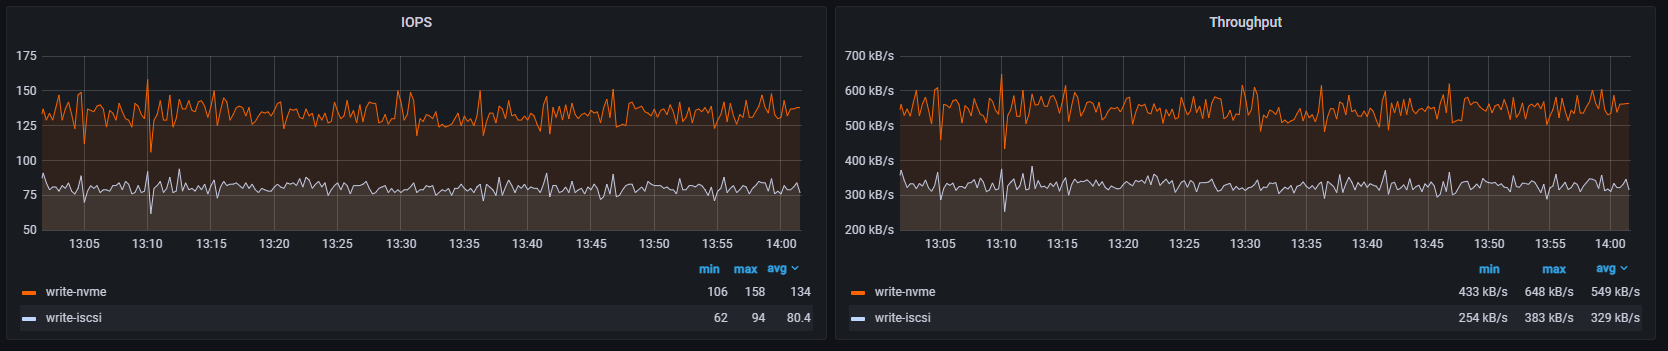 IOPS
175
150
125
100
75
50
13:05 13:10 13:15 13:20 13:25 13:30 13:35 13:40 13:45 13:50 13:55 14:00
min max avg
write-nvme 106 158 134
write-iscsi 62 94 80.4
Throughput
700 kB/s
600 kB/s
500 kB/s
400 kB/s
300 kB/s
200 kB/s
13:05 13:10 13:15 13:20 13:25 13:30 13:35 13:40 13:45 13:50 13:55 14:00
min max avg
write-nvme 433 kB/s 648 kB/s 549 kB/s
write-iscsi 254 kB/s 383 kB/s 329 kB/s